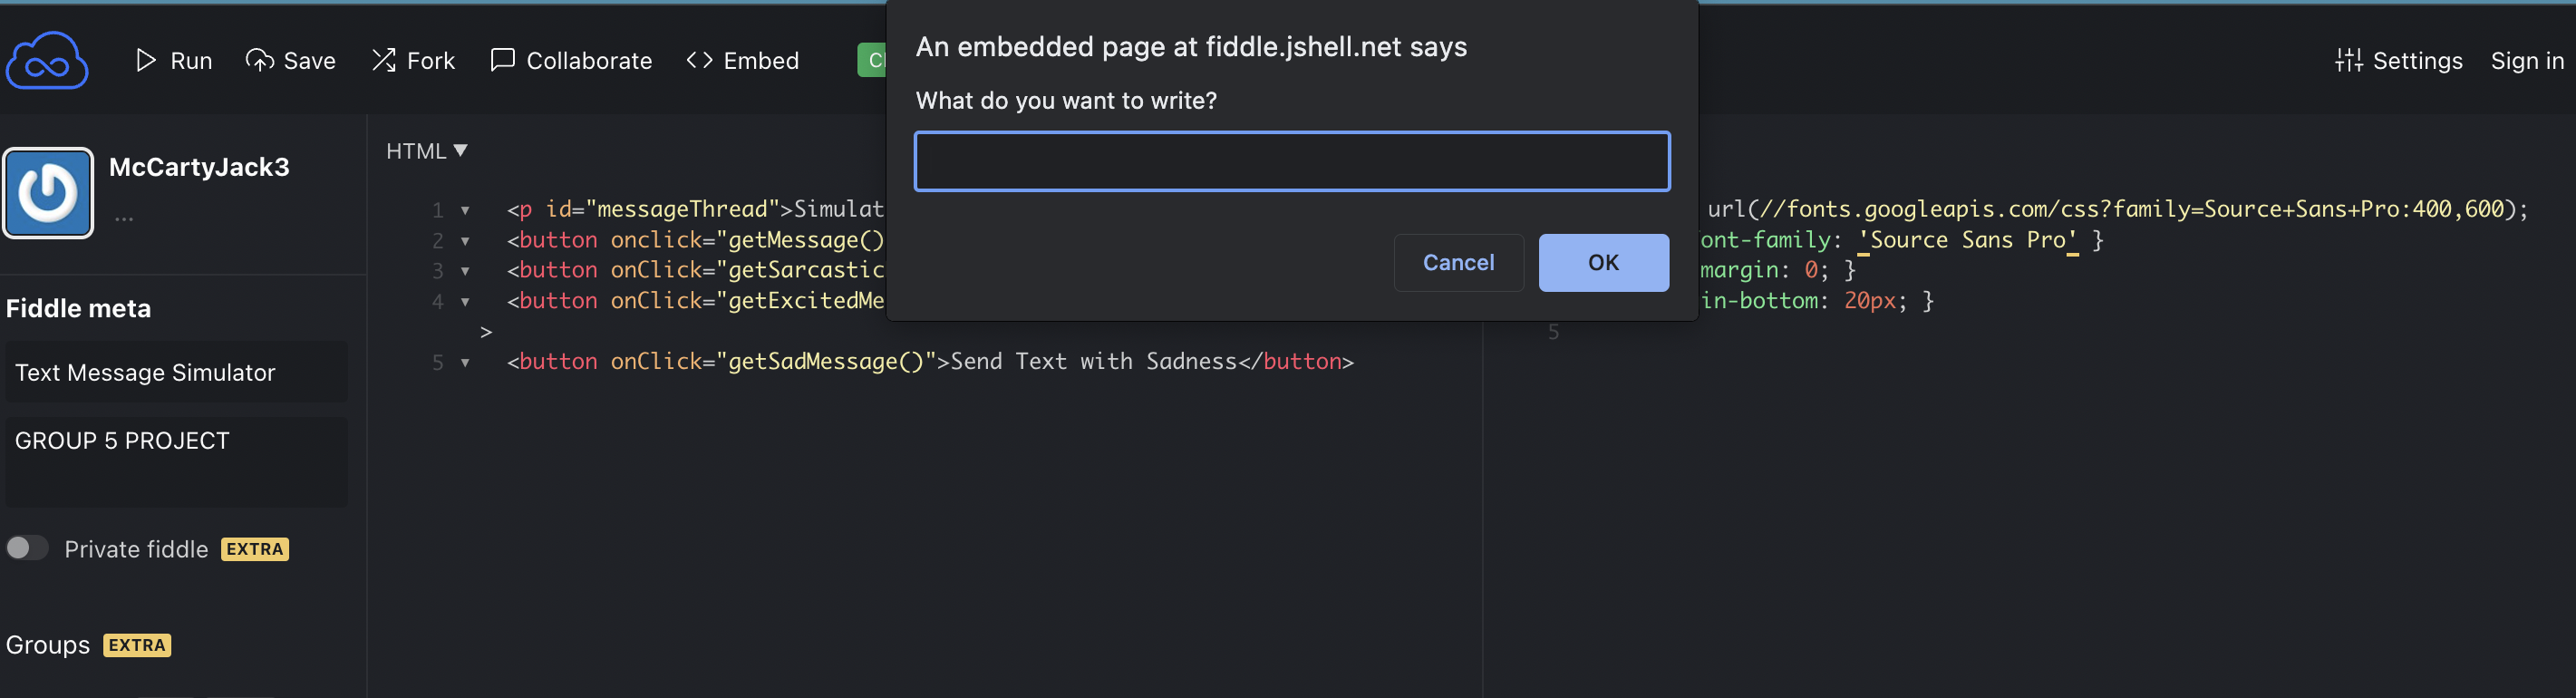 Run Save Fork Collaborate Embed
Settings Sign in
An embedded page at fiddle.jshell.net says
What do you want to write?
Cancel OK
McCartyJack3
...
Fiddle meta
Text Message Simulator
GROUP 5 PROJECT
Private fiddle EXTRA
Groups EXTRA
HTML ▼
1 <p id="messageThread">Simulat
2 <button onclick="getMessage()
3 <button onClick="getSarcastic
4 <button onClick="getExcitedMe
>
5 <button onClick="getSadMessage()">Send Text with Sadness</button>
url(//fonts.googleapis.com/css?family=Source+Sans+Pro:400,600);
ont-family: 'Source Sans Pro' }
margin: 0; }
in-bottom: 20px; }
5